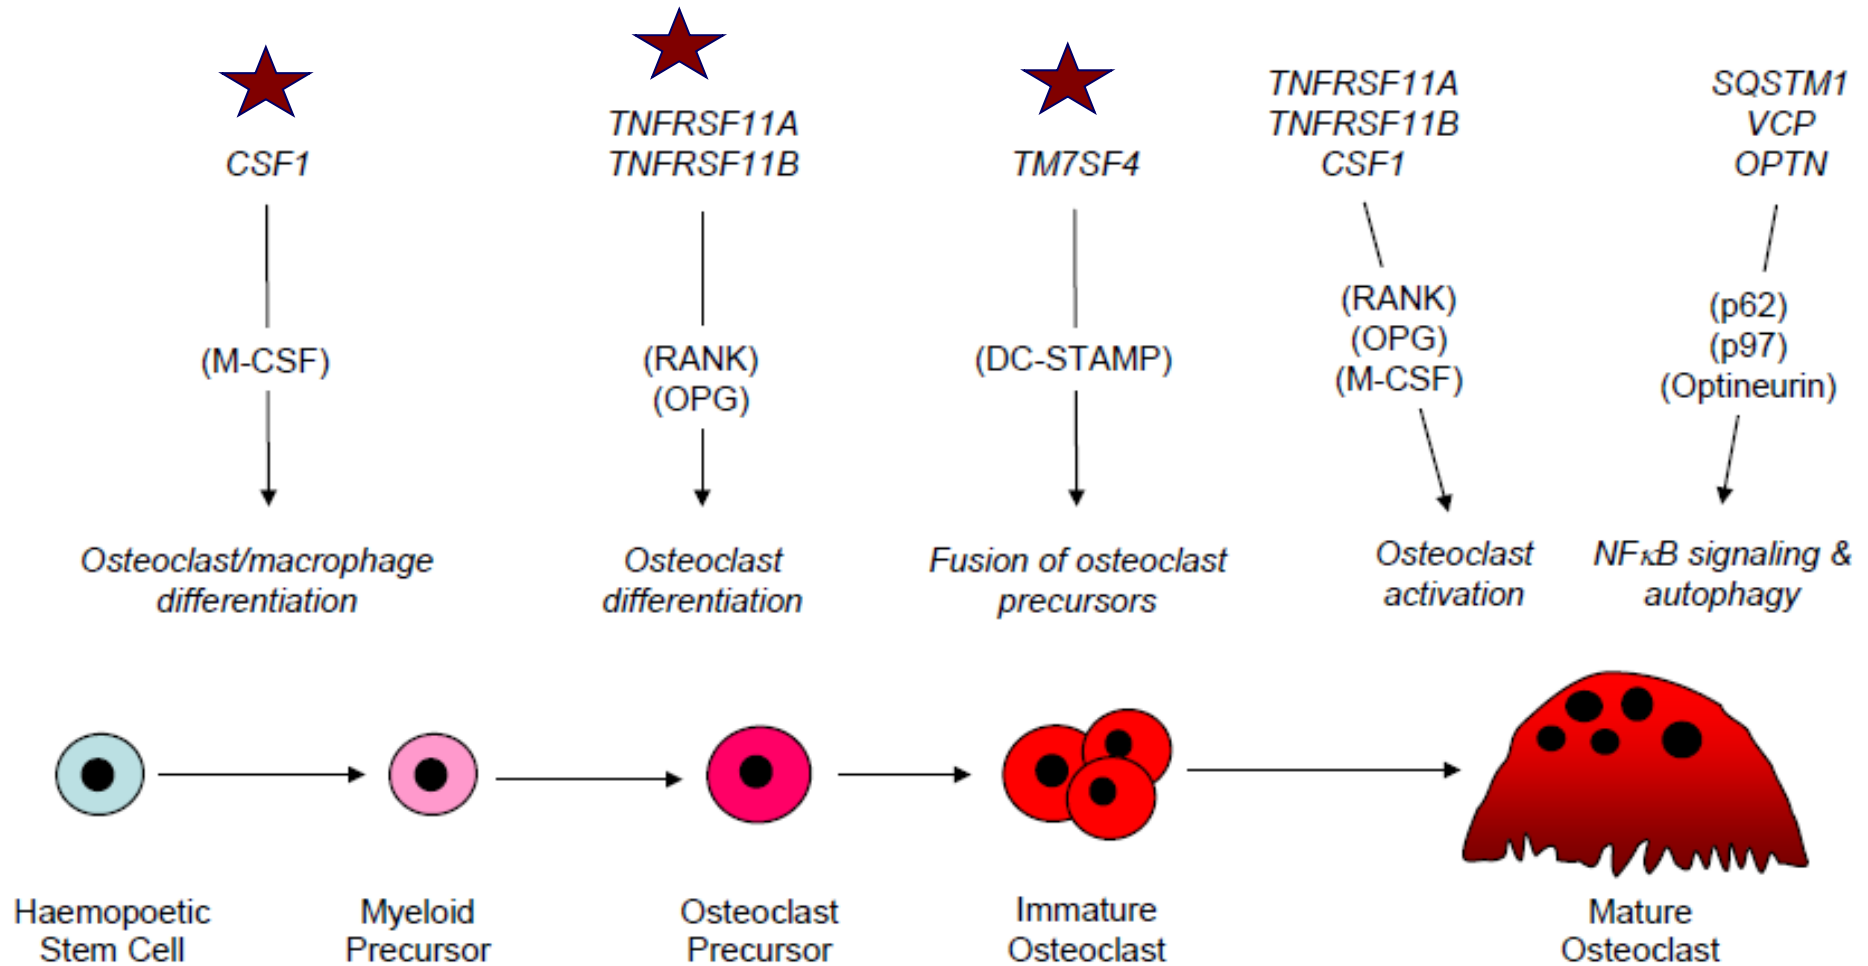 CSF1
(M-CSF)
Osteoclast/macrophage
differentiation
TNFRSF11A
TNFRSF11B
(RANK)
(OPG)
Osteoclast
differentiation
TM7SF4
(DC-STAMP)
Fusion of osteoclast
precursors
TNFRSF11A
TNFRSF11B
CSF1
(RANK)
(OPG)
(M-CSF)
Osteoclast
activation
SQSTM1
VCP
OPTN
(p62)
(p97)
(Optineurin)
NFκB signaling &
autophagy
Haemopoetic
Stem Cell
Myeloid
Precursor
Osteoclast
Precursor
Immature
Osteoclast
Mature
Osteoclast